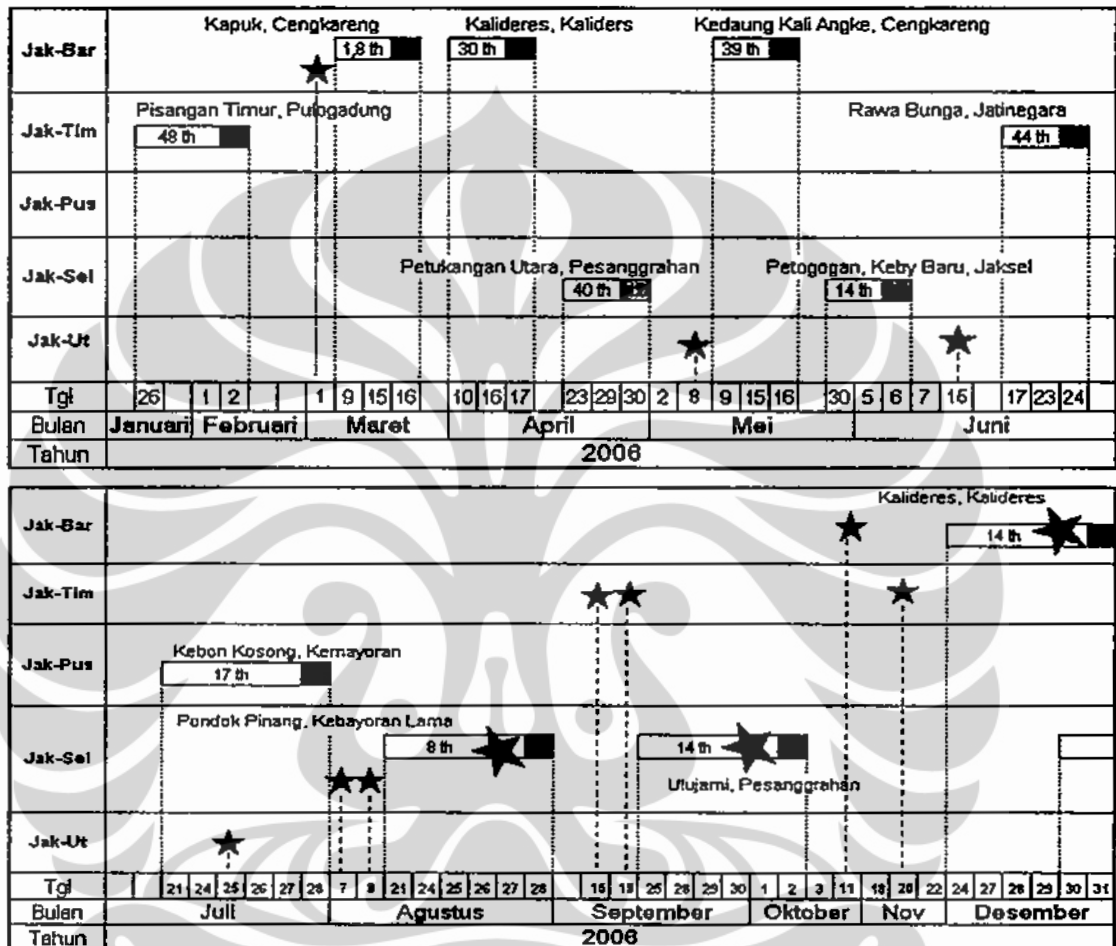 Kapuk, Cengkareng Kalideres, Kaliders Kedaung Kali Angke, Cengkareng
Jak-Bar 1,8 th 30 th 39 th
Pisangan Timur, Pulogadung Rawa Bunga, Jatinegara
Jak-Tim 48 th 44 th
Jak-Pus
Petukangan Utara, Pesanggrahan Petogogan, Keby Baru, Jaksel
Jak-Sel 40 th 14 th
Jak-Ut
Tgl 26 1 2 1 9 15 16 10 16 17 23 29 30 2 8 9 15 16 30 5 6 7 15 17 23 24
Bulan Januari Februari Maret April Mei Juni
Tahun 2006
Kalideres, Kalideres
Jak-Bar 14 th
Jak-Tim
Kebon Kosong, Kemayoran
Jak-Pus 17 th
Pondok Pinang, Kebayoran Lama
Jak-Sel 8 th 14 th
Ulujami, Pesanggrahan
Jak-Ut
Tgl 21 24 25 26 27 28 7 21 24 25 26 27 28 25 28 29 30 1 2 3 11 18 20 22 24 27 28 29 30 31
Bulan Juli Agustus September Oktober Nov Desember
Tahun 2006